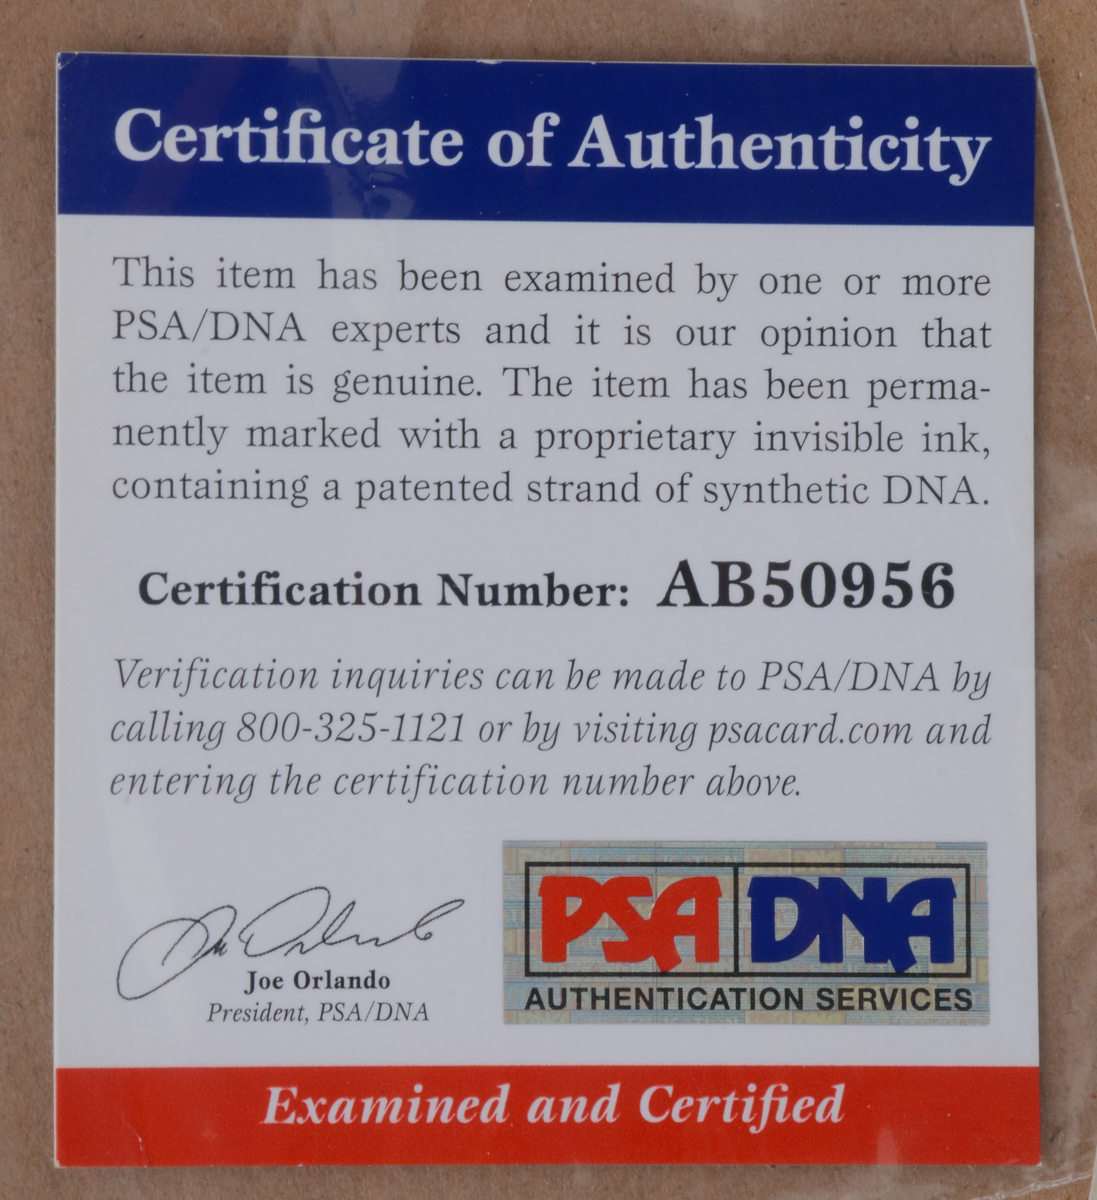 Certificate of Authenticity
This item has been examined by one or more
PSA/DNA experts and it is our opinion that
the item is genuine. The item has been perma-
nently marked with a proprietary invisible ink,
containing a patented strand of synthetic DNA.
Certification Number: AB50956
Verification inquiries can be made to PSA/DNA by
calling 800-325-1121 or by visiting psacard.com and
entering the certification number above.
Joe Orlando
Joe Orlando
President, PSA/DNA
PSA DNA
AUTHENTICATION SERVICES
Examined and Certified